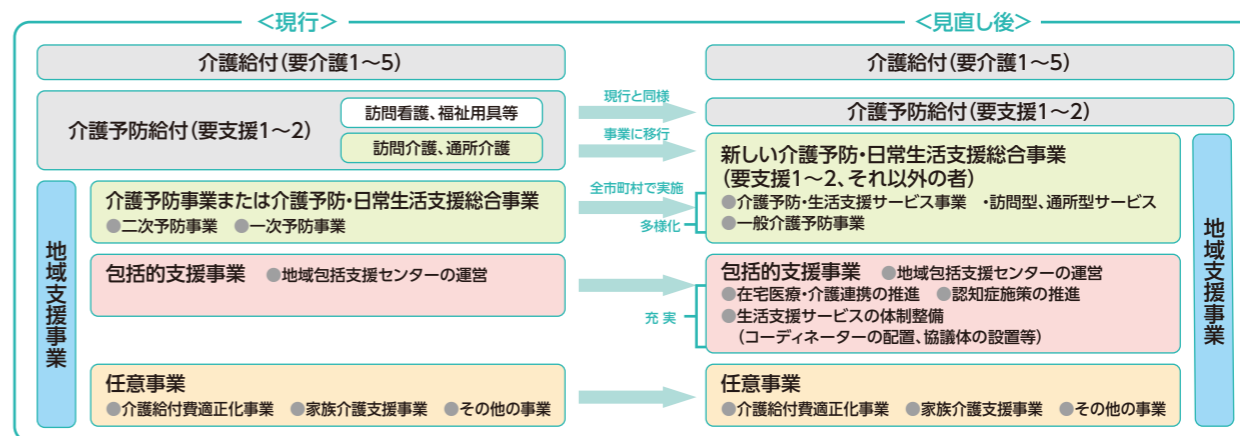 <現行>
<見直し後>
介護給付(要介護1～5)
介護予防給付(要支援1～2)
訪問看護、福祉用具等
訪問介護、通所介護
地域支援事業
介護予防事業または介護予防・日常生活支援総合事業
●二次予防事業 ●一次予防事業
包括的支援事業 ●地域包括支援センターの運営
任意事業
●介護給付費適正化事業 ●家族介護支援事業 ●その他の事業
現行と同様
事業に移行
全市町村で実施
多様化
充実
介護給付(要介護1～5)
介護予防給付(要支援1～2)
新しい介護予防・日常生活支援総合事業
(要支援1～2、それ以外の者)
●介護予防・生活支援サービス事業 ・訪問型、通所型サービス
●一般介護予防事業
包括的支援事業 ●地域包括支援センターの運営
●在宅医療・介護連携の推進 ●認知症施策の推進
●生活支援サービスの体制整備
(コーディネーターの配置、協議体の設置等)
任意事業
●介護給付費適正化事業 ●家族介護支援事業 ●その他の事業
地域支援事業